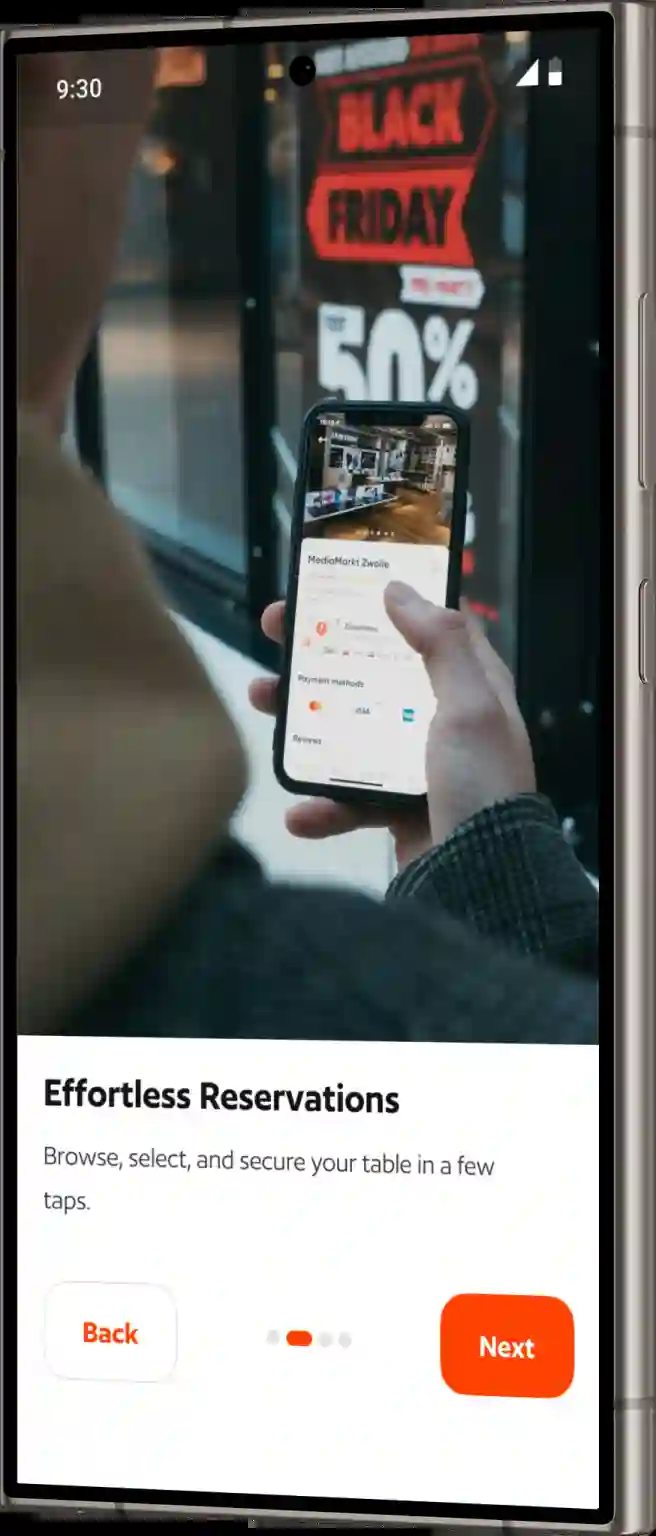 9:30
BLACK
FRIDAY
50%
MediaMarkt Zwolle
Payment methods
VISA
Reviews
Effortless Reservations
Browse, select, and secure your table in a few
taps.
Back
Next